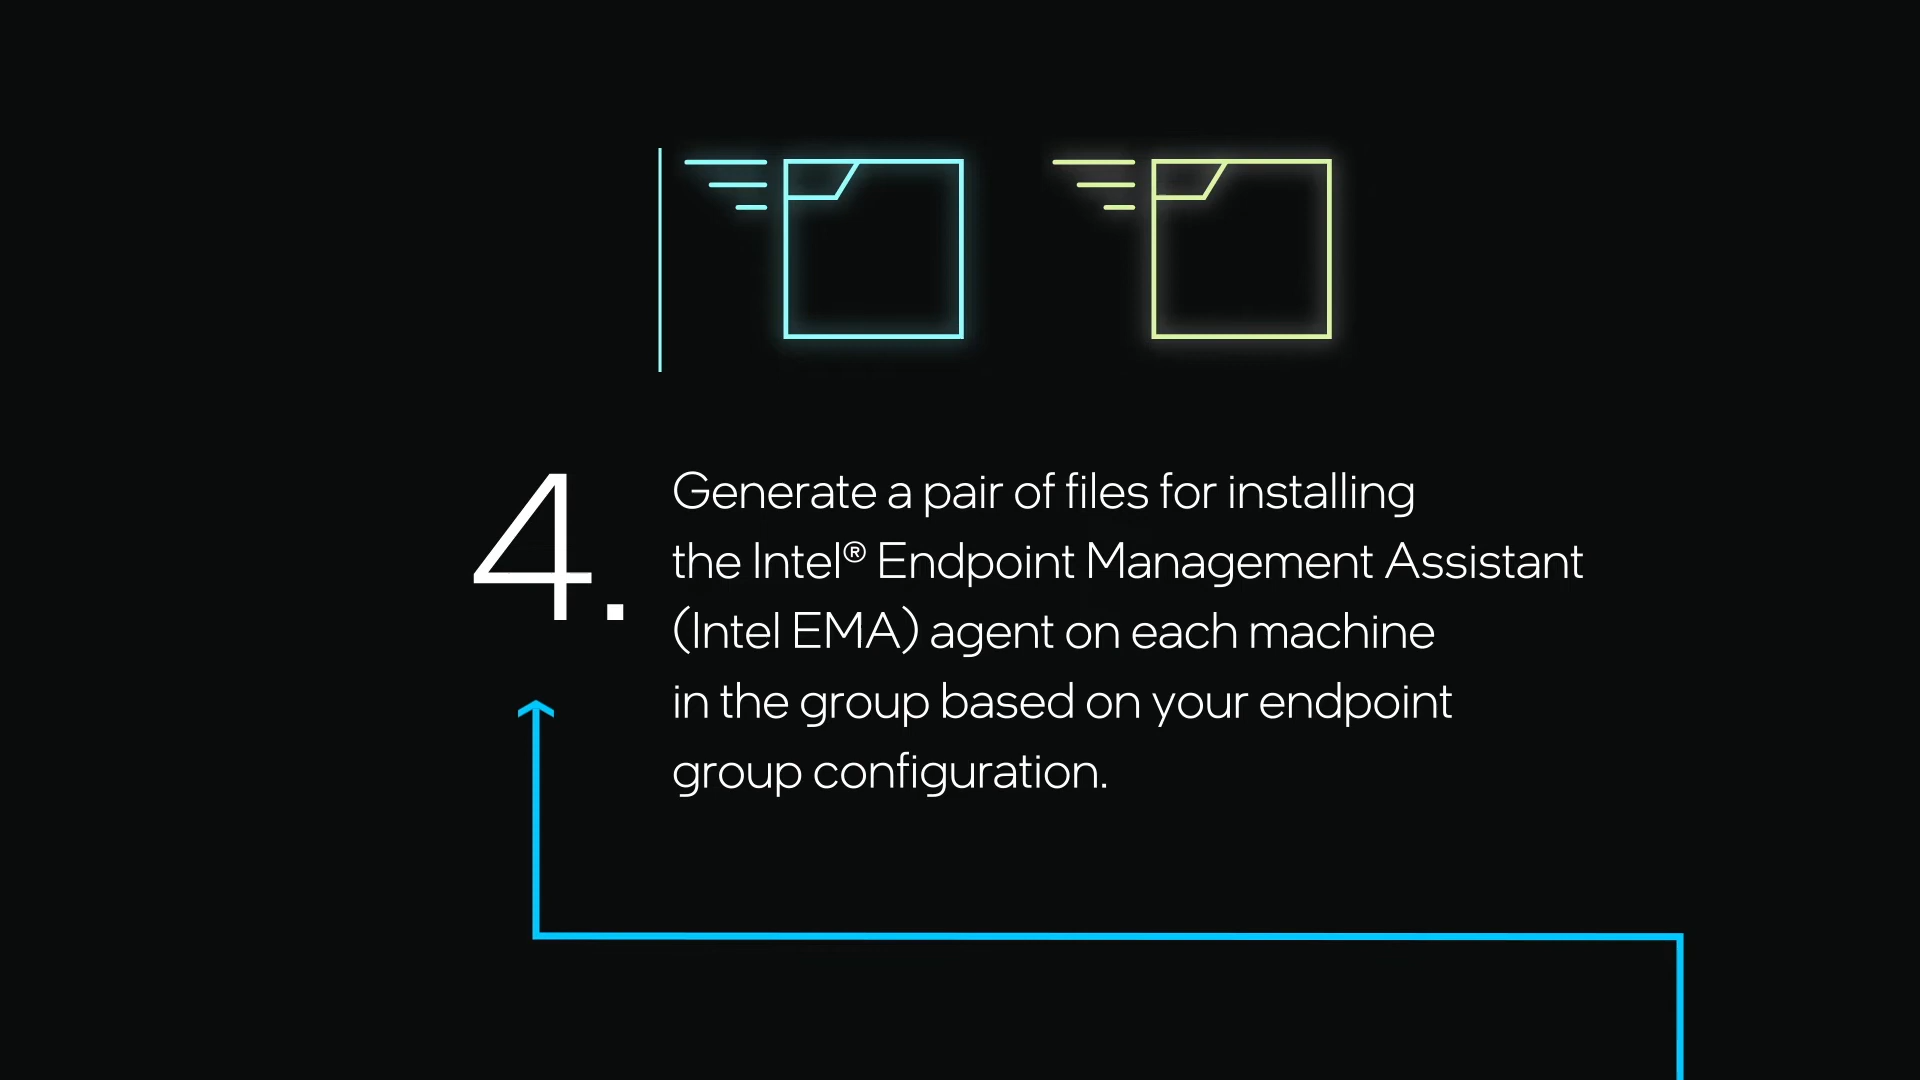 4.
Generate a pair of files for installing
the Intel® Endpoint Management Assistant
(Intel EMA) agent on each machine
in the group based on your endpoint
group configuration.